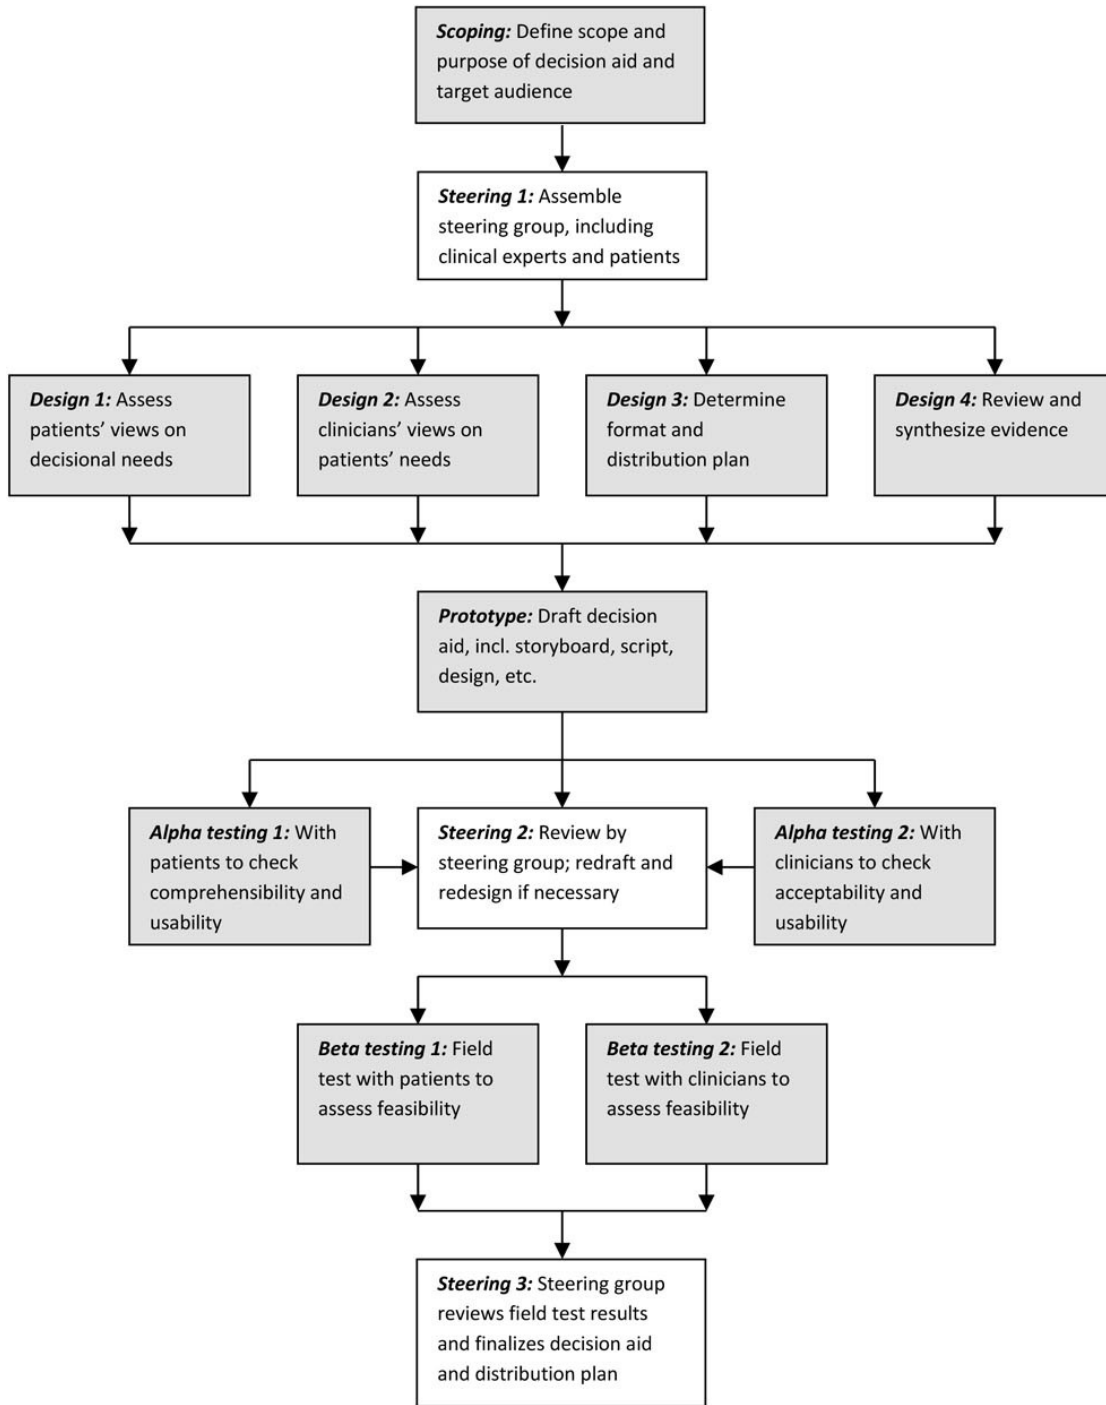 Scoping: Define scope and
purpose of decision aid and
target audience
Steering 1: Assemble
steering group, including
clinical experts and patients
Design 1: Assess
patients’ views on
decisional needs
Design 2: Assess
clinicians’ views on
patients’ needs
Design 3: Determine
format and
distribution plan
Design 4: Review and
synthesize evidence
Prototype: Draft decision
aid, incl. storyboard, script,
design, etc.
Alpha testing 1: With
patients to check
comprehensibility and
usability
Steering 2: Review by
steering group; redraft and
redesign if necessary
Alpha testing 2: With
clinicians to check
acceptability and
usability
Beta testing 1: Field
test with patients to
assess feasibility
Beta testing 2: Field
test with clinicians to
assess feasibility
Steering 3: Steering group
reviews field test results
and finalizes decision aid
and distribution plan